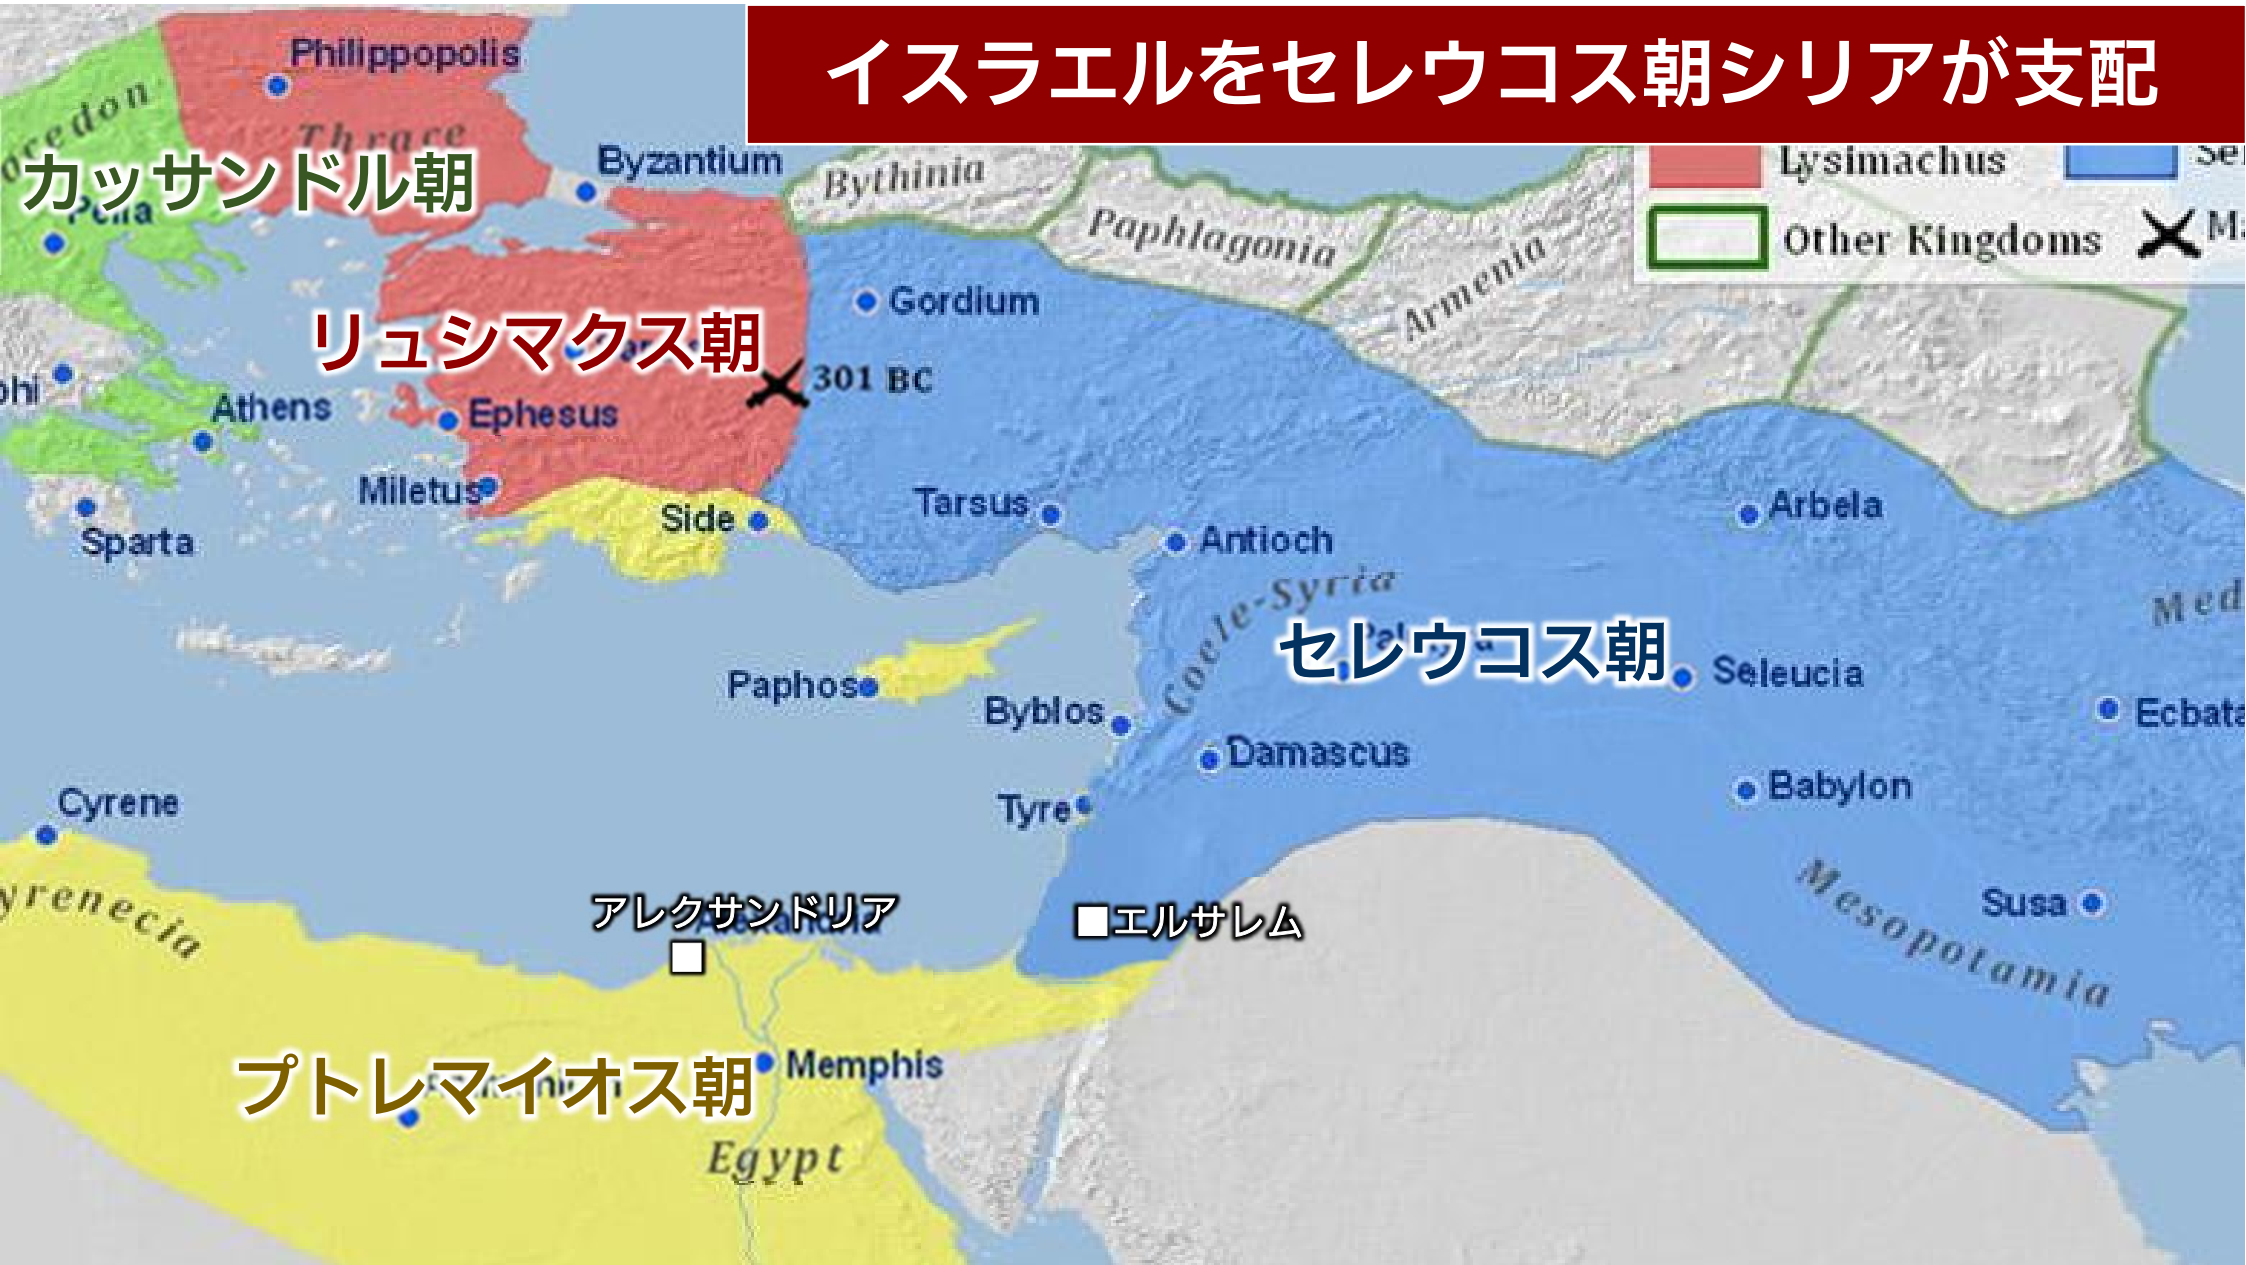 イスラエルをセレウコス朝シリアが支配
Philippopolis
Thrace
カッサンドル朝
Byzantium
Bythinia
Paphlagonia
Armenia
Lysimachus
Other Kingdoms
Gordium
リュシマクス朝
301 BC
Athens
Ephesus
Miletus
Side
Sparta
Tarsus
Antioch
Arbela
Coele-Syria
セレウコス朝
Seleucia
Paphos
Byblos
Damascus
Tyre
Babylon
Cyrene
Mesopotamia
Susa
アレクサンドリア
エルサレム
プトレマイオス朝
Memphis
Egypt